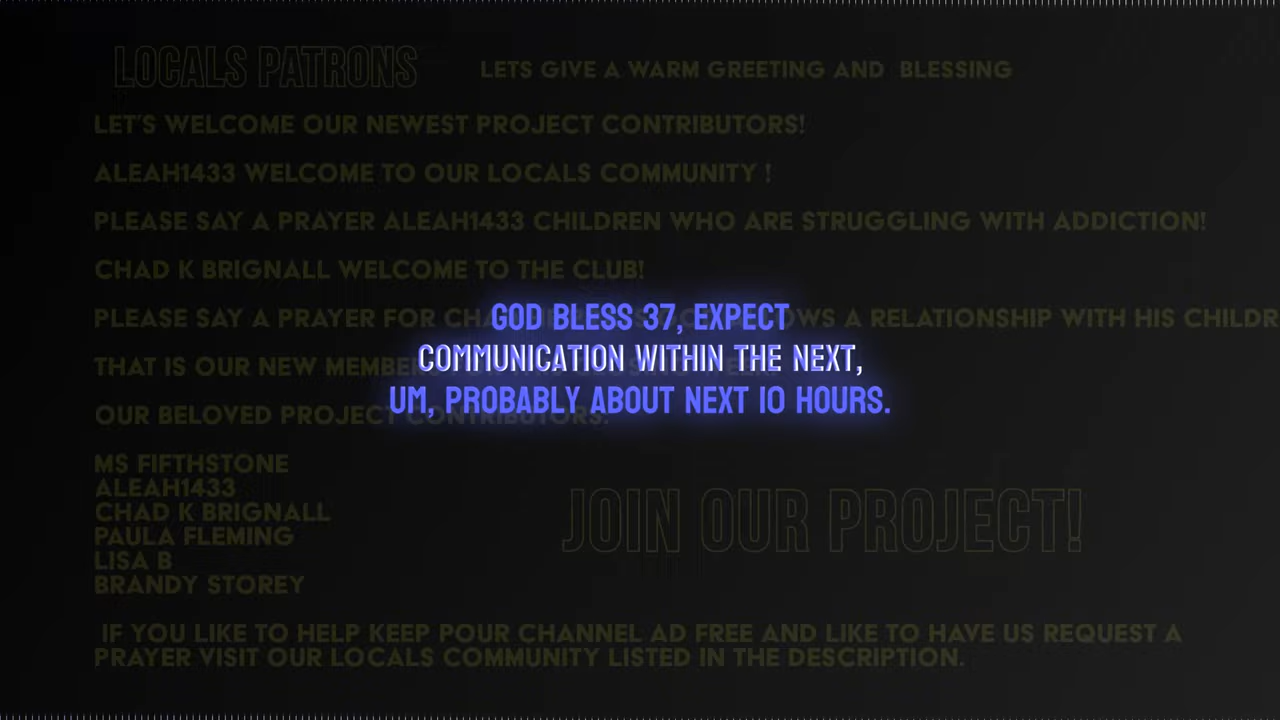 LOCALS PATRONS
LETS GIVE A WARM GREETING AND BLESSING
LET'S WELCOME OUR NEWEST PROJECT CONTRIBUTORS!
ALEAH1433 WELCOME TO OUR LOCALS COMMUNITY !
PLEASE SAY A PRAYER ALEAH1433 CHILDREN WHO ARE STRUGGLING WITH ADDICTION!
CHAD K BRIGNALL WELCOME TO THE CLUB!
PLEASE SAY A PRAYER FOR A RELATIONSHIP WITH HIS CHILDR
GOD BLESS 37, EXPECT
COMMUNICATION WITHIN THE NEXT,
UM, PROBABLY ABOUT NEXT 10 HOURS.
THAT IS OUR NEW
OUR BELOVED PROJECT CONTRIBUTORS.
MS FIFTHSTONE
ALEAH1433
CHAD K BRIGNALL
PAULA FLEMING
LISA B
BRANDY STOREY
JOIN OUR PROJECT!
IF YOU LIKE TO HELP KEEP POUR CHANNEL AD FREE AND LIKE TO HAVE US REQUEST A
PRAYER VISIT OUR LOCALS COMMUNITY LISTED IN THE DESCRIPTION.